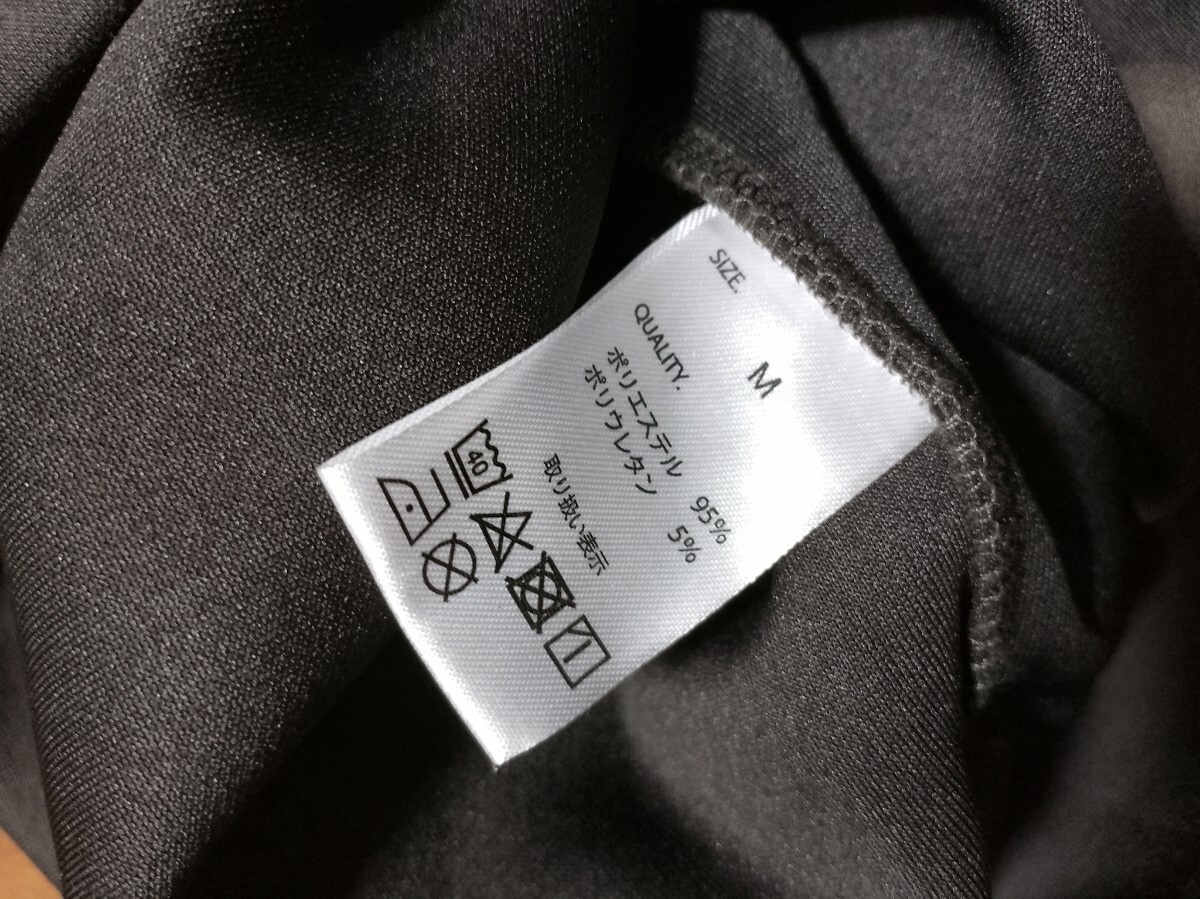 SIZE.
M
QUALITY.
ポリエステル 95%
ポリウレタン 5%
取り扱い表示
40